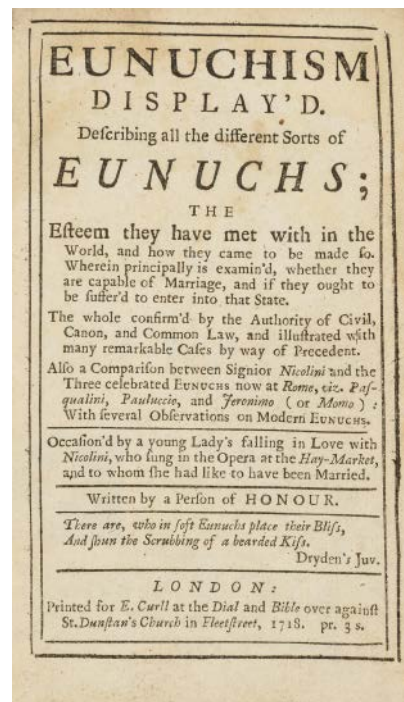 EUNUCHISM
DISPLAY'D.
Deſcribing all the different Sorts of
EUNUCHS;
THE
Eſteem they have met with in the
World, and how they came to be made ſo.
Wherein principally is examin'd, whether they
are capable of Marriage, and if they ought to
be ſuffer'd to enter into that State.
The whole confirm'd by the Authority of Civil,
Canon, and Common Law, and illuſtrated with
many remarkable Caſes by way of Precedent.
Alſo a Compariſon between Signior Nicolini and the
Three celebrated EUNUCHS now at Rome, viz. Paſ-
qualini, Pauluccio, and Jeronimo (or Momo):
With ſeveral Obſervations on Modern EUNUCHS.
Occaſion'd by a young Lady's falling in Love with
Nicolini, who ſung in the Opera at the Hay-Market,
and to whom ſhe had like to have been Married.
Written by a Perſon of HONOUR.
There are, who in ſoft Eunuchs place their Bliſs,
And ſhun the Scrubbing of a bearded Kiſs.
Dryden's Juv.
LONDON:
Printed for E. Curll at the Dial and Bible over againſt
St. Dunſtan's Church in Fleetſtreet, 1718. pr. 3 s.